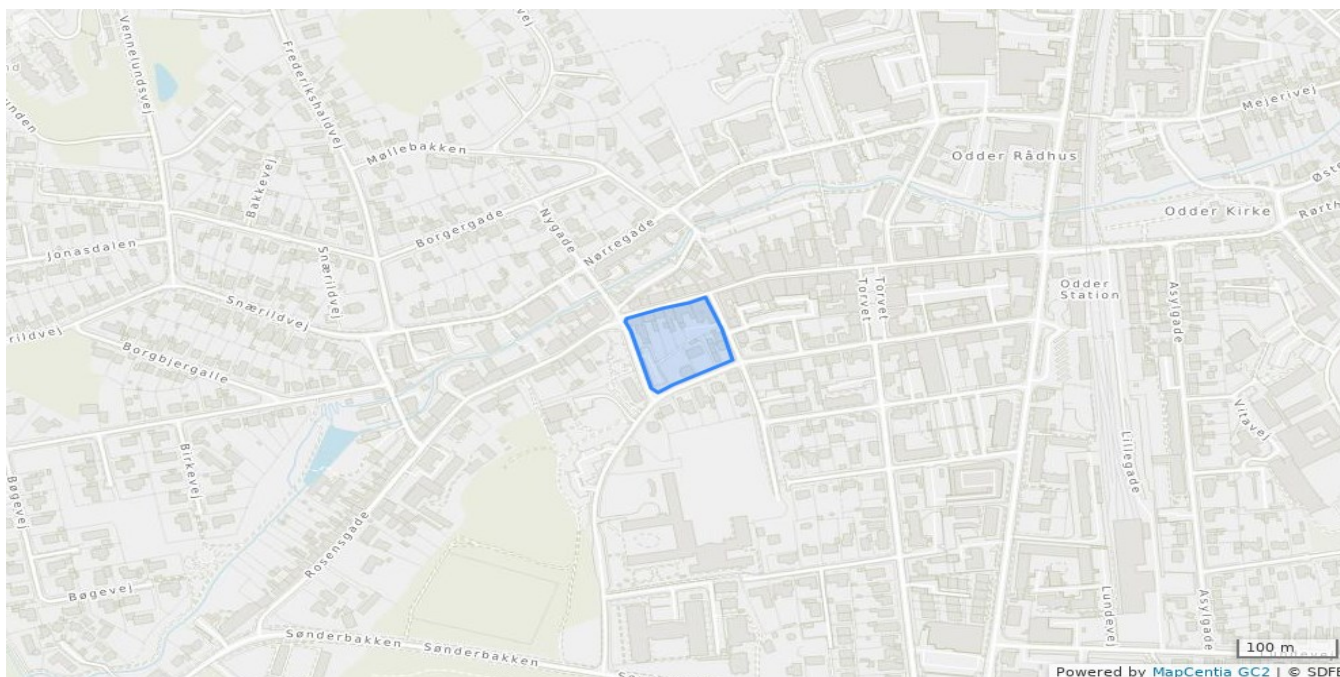 Vennelundsvej
Frederikshaldvej
Mejerivej
Møllebakken
Odder Rådhus
Bakkevej
Nygade
Borgergade
Odder Kirke
Nørregade
Jonasdalen
Snærildvej
Snærildvej
Torvet
Torvet
Odder
Station
Asylgade
Borgbjergalle
Vitavej
Birkevej
Lillegade
Bøgevej
Rosensgade
Bøgevej
Lundevej
Asylgade
Sønderbakken
Sønderbakken
100 m
Powered by MapCentia GC2 | © SDFE